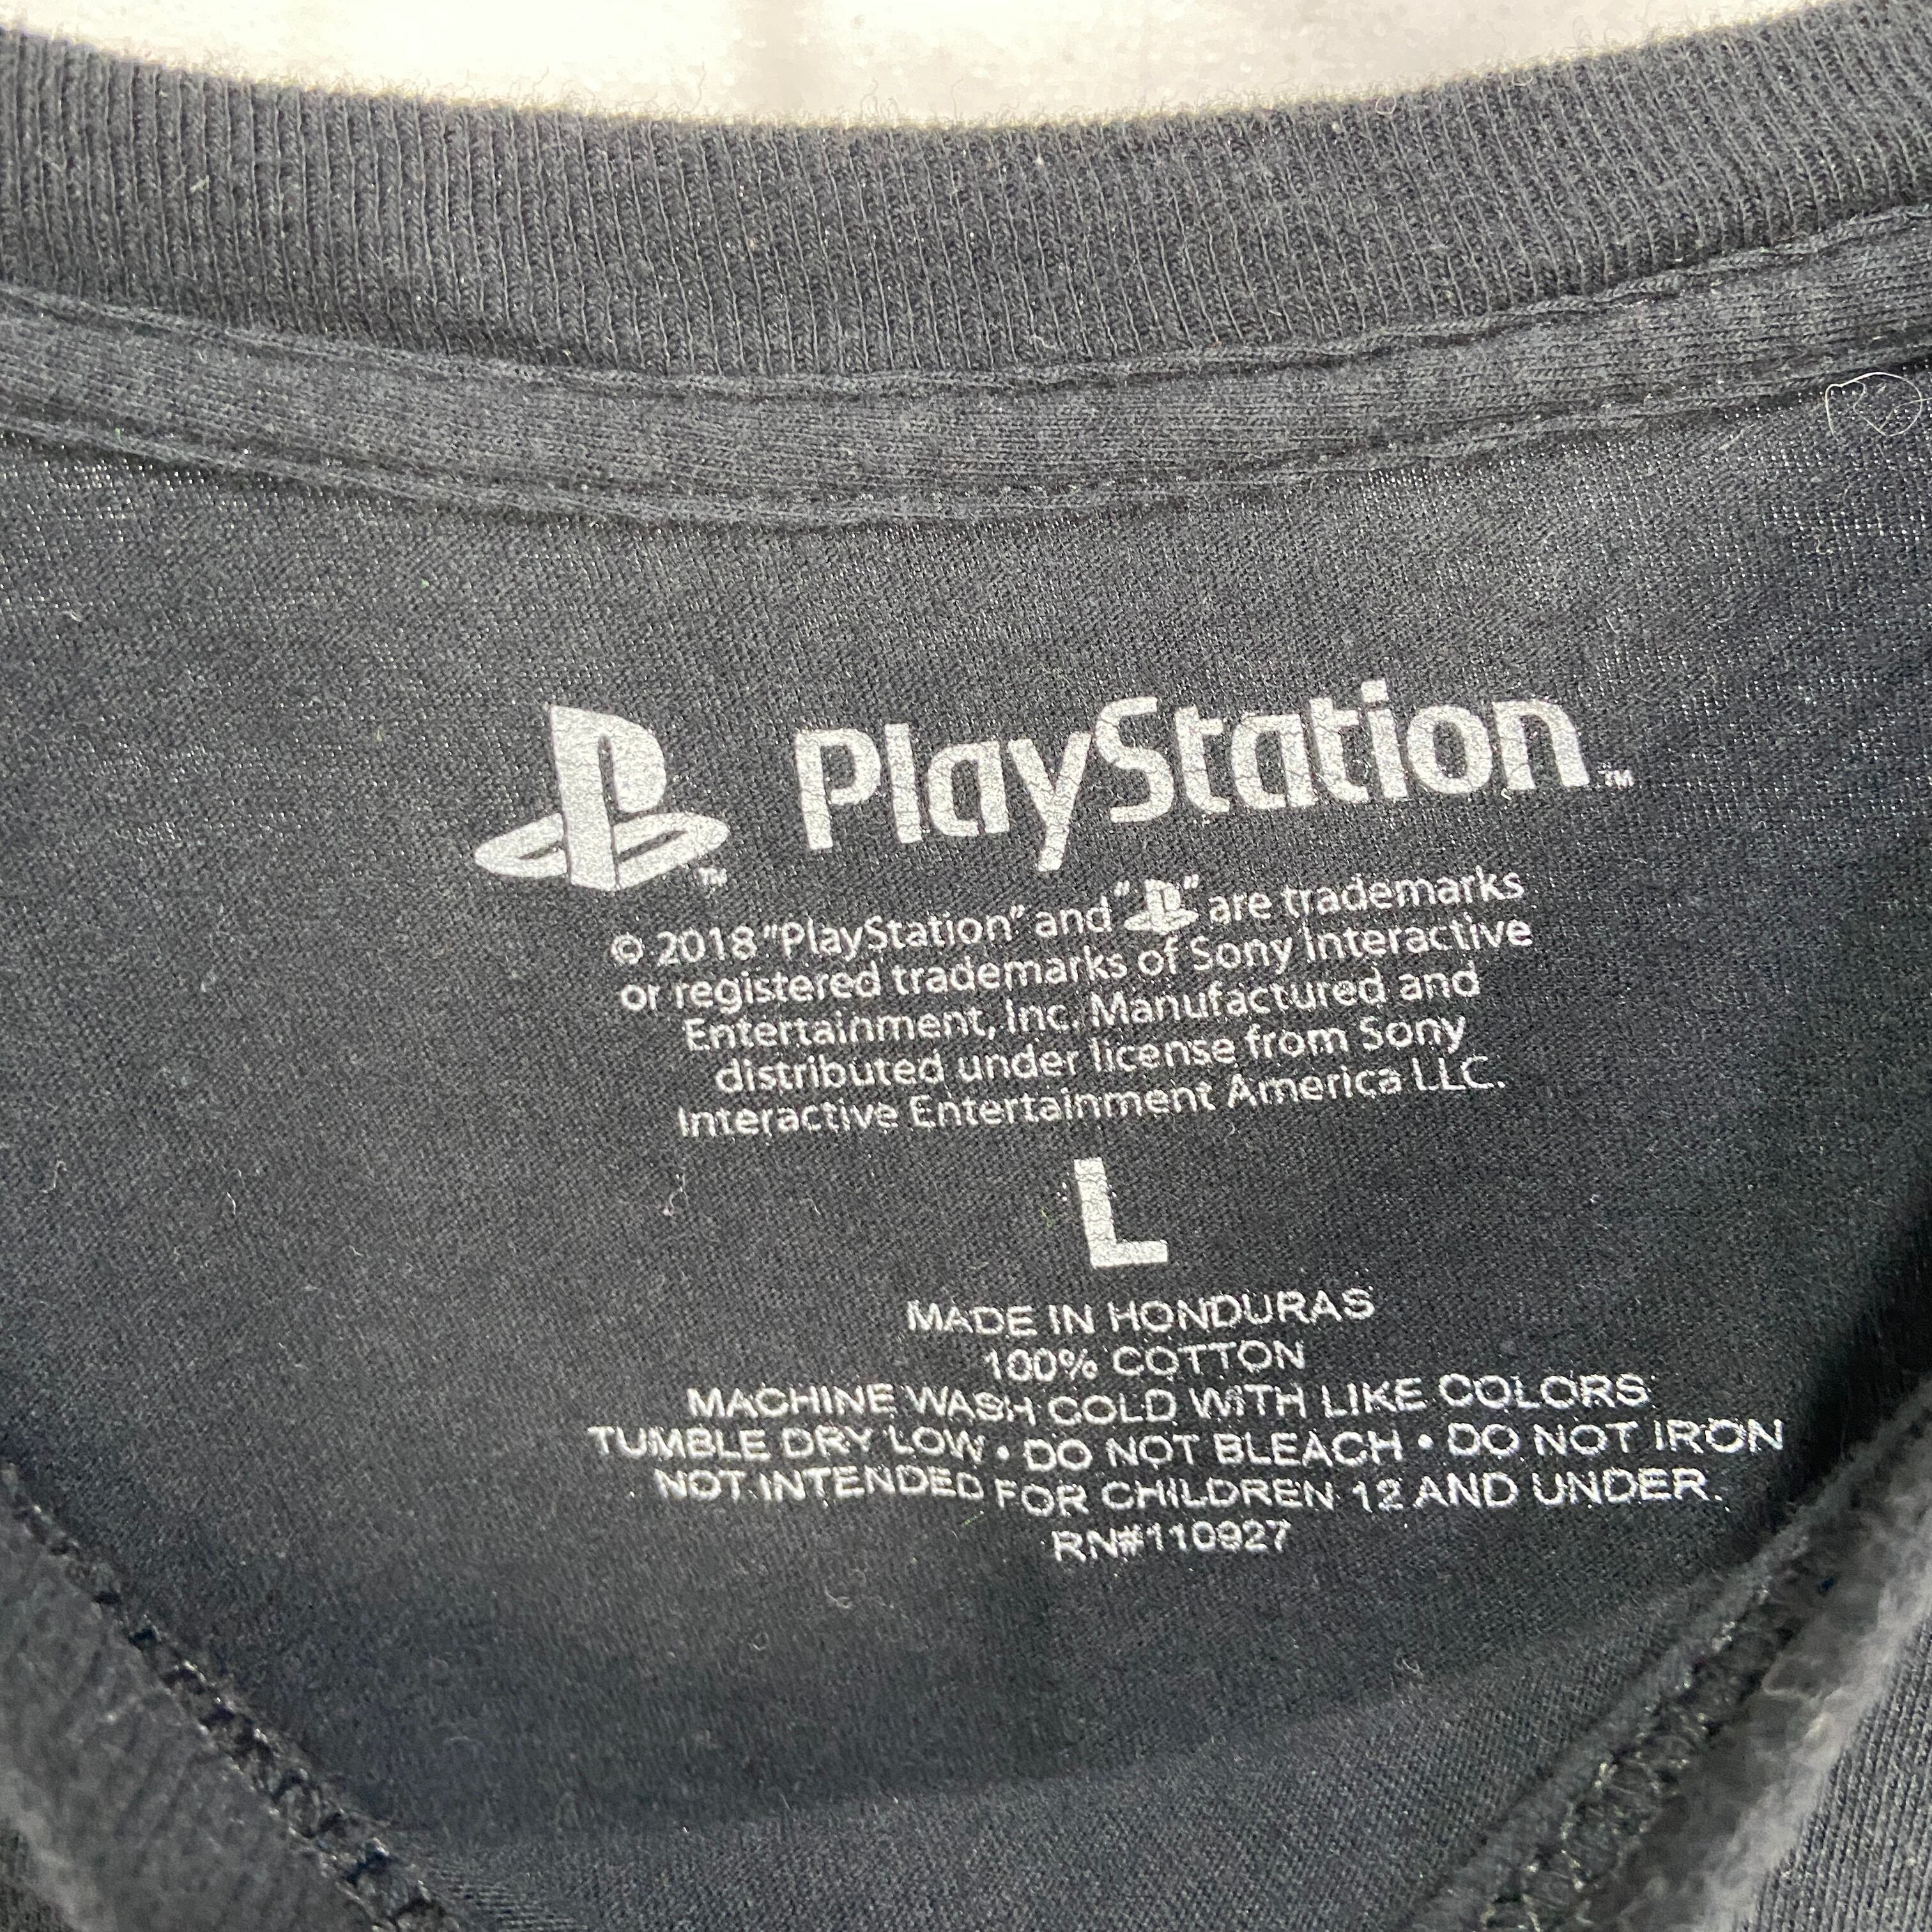 PlayStation™
™
© 2018 "PlayStation" and " " are trademarks
or registered trademarks of Sony Interactive
Entertainment, Inc. Manufactured and
distributed under license from Sony
Interactive Entertainment America LLC.
L
MADE IN HONDURAS
100% COTTON
MACHINE WASH COLD WITH LIKE COLORS
TUMBLE DRY LOW • DO NOT BLEACH • DO NOT IRON
NOT INTENDED FOR CHILDREN 12 AND UNDER.
RN#110927